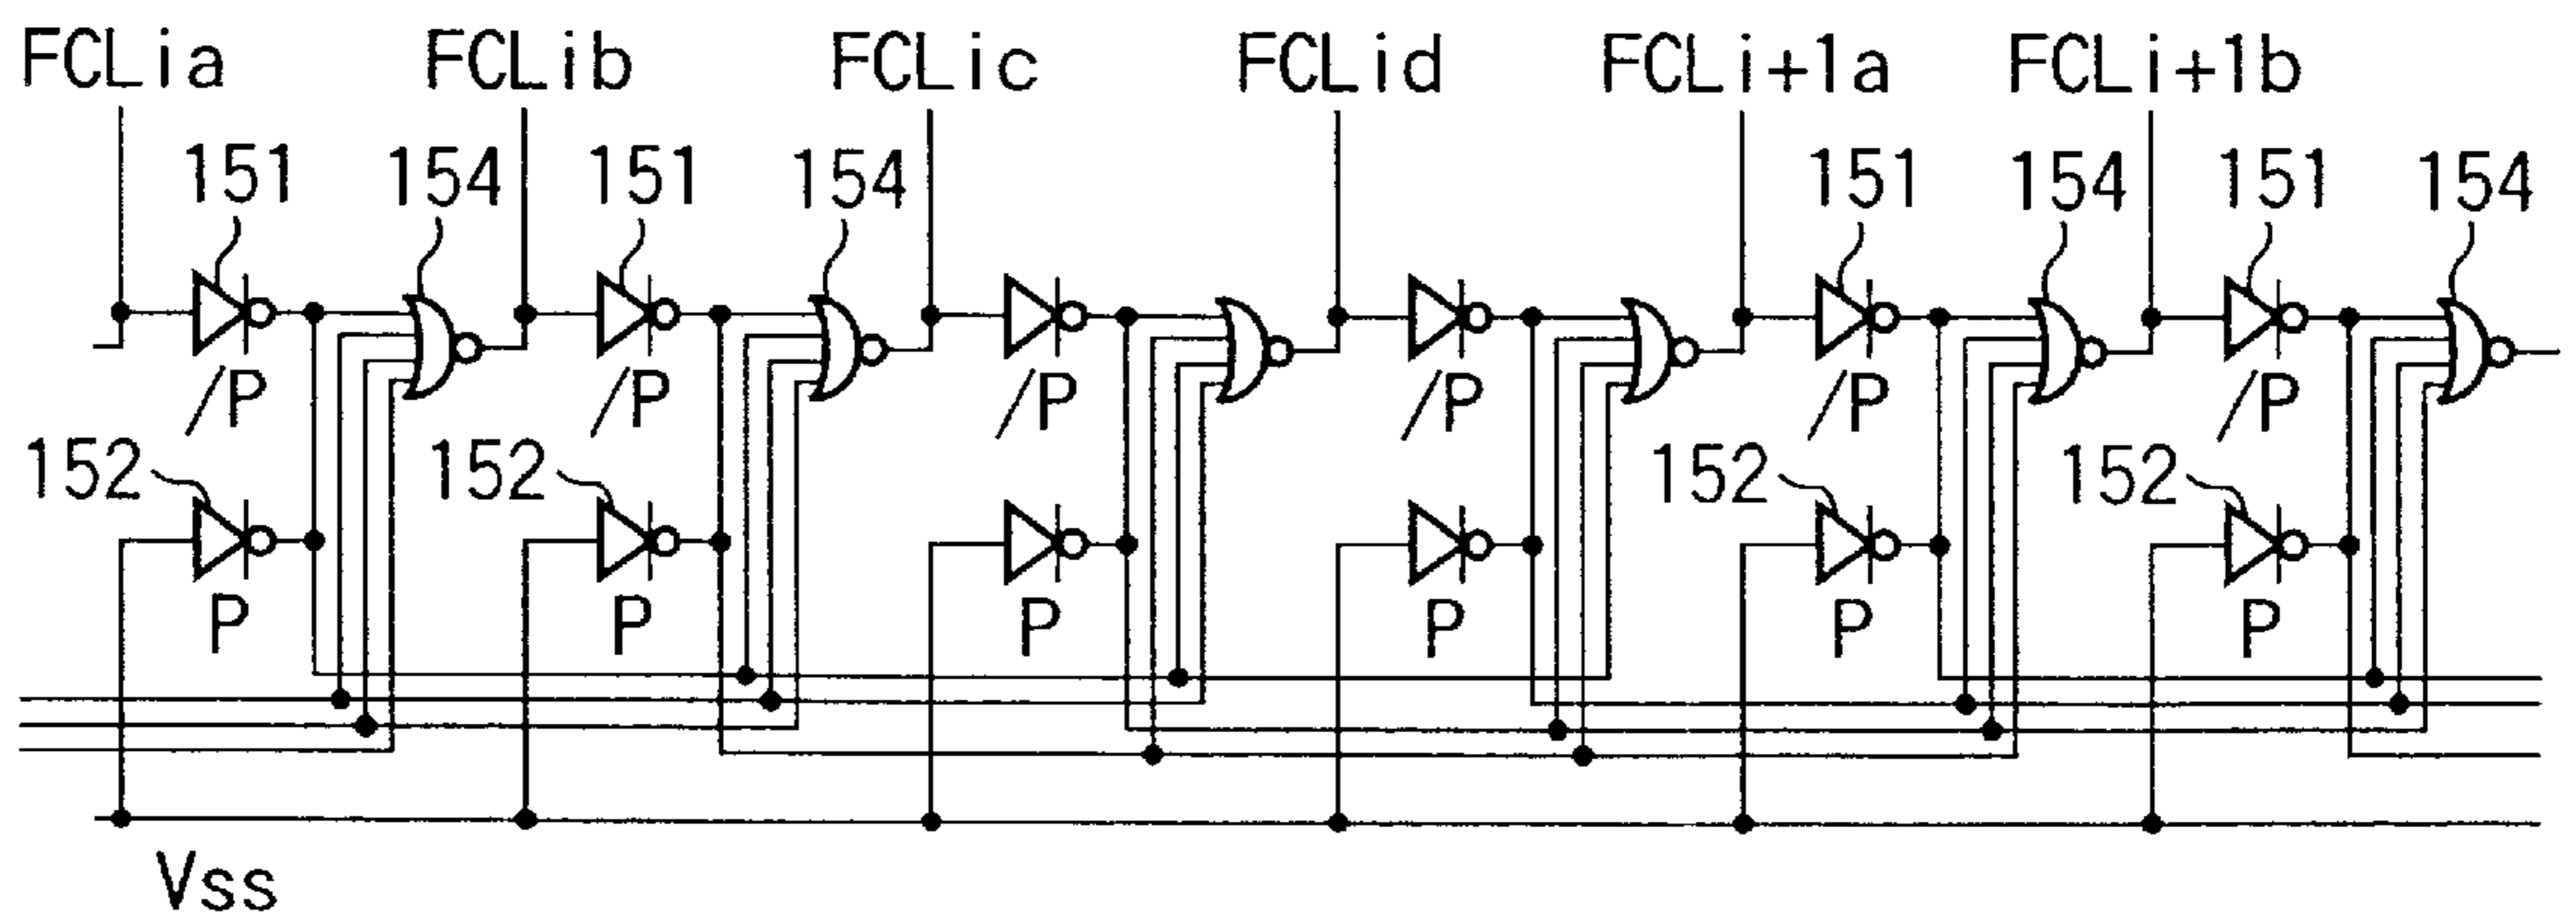 FCLia FCLib FCLic FCLid FCLi+1a FCLi+1b
151 154 151 154 151 154 151 154
/P /P /P /P /P /P
152 152 152 152
P P P P P P
Vss